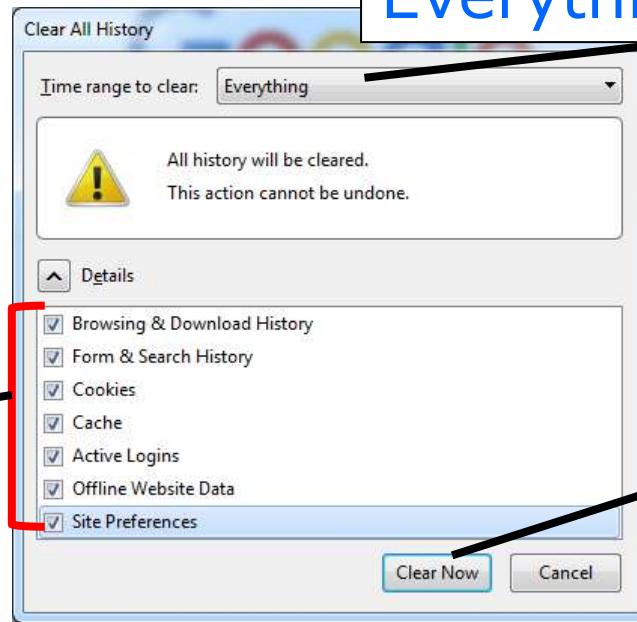 Everythi
Clear All History
Time range to clear: Everything
All history will be cleared.
This action cannot be undone.
Details
Browsing & Download History
Form & Search History
Cookies
Cache
Active Logins
Offline Website Data
Site Preferences
Clear Now Cancel